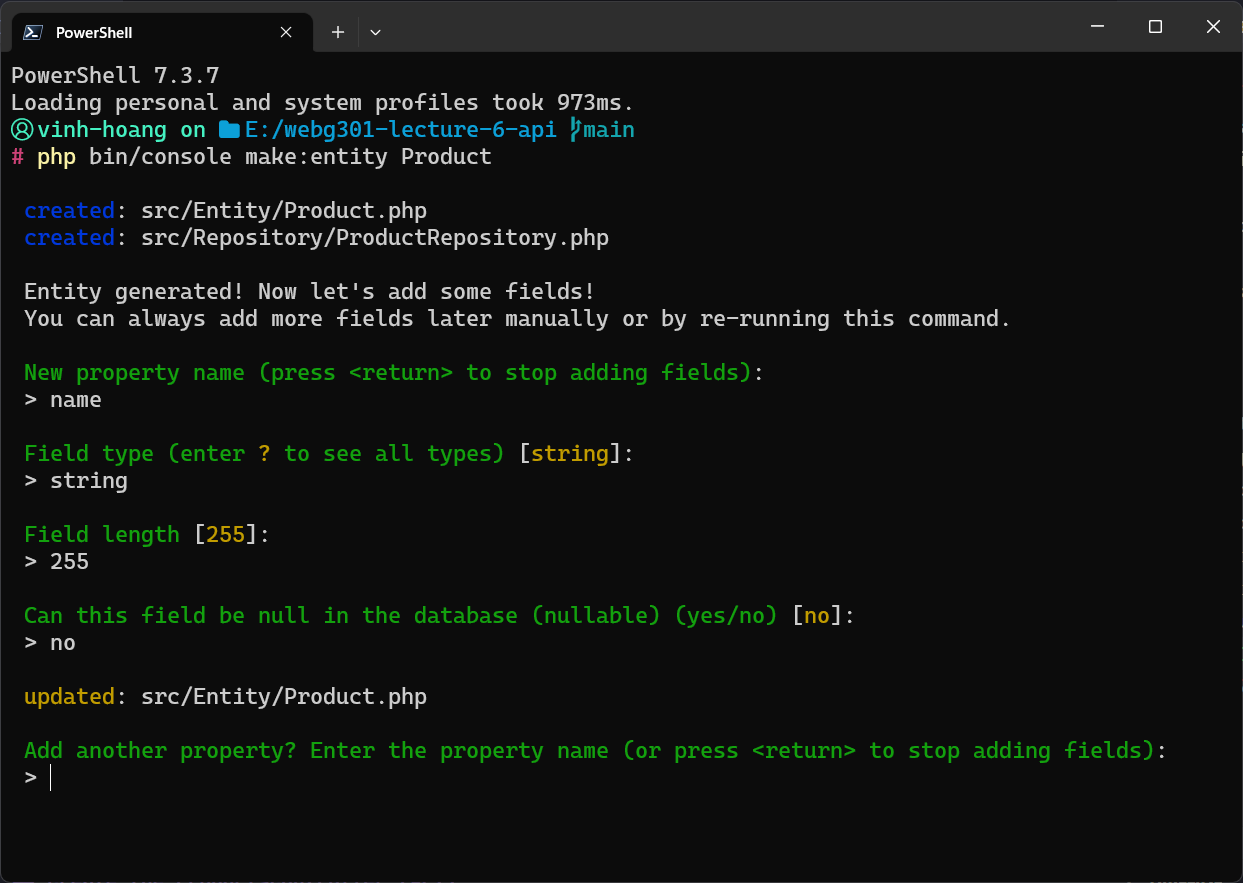 PowerShell
PowerShell 7.3.7
Loading personal and system profiles took 973ms.
vinh-hoang on E:/webg301-lecture-6-api main
# php bin/console make:entity Product
created: src/Entity/Product.php
created: src/Repository/ProductRepository.php
Entity generated! Now let's add some fields!
You can always add more fields later manually or by re-running this command.
New property name (press <return> to stop adding fields):
> name
Field type (enter ? to see all types) [string]:
> string
Field length [255]:
> 255
Can this field be null in the database (nullable) (yes/no) [no]:
> no
updated: src/Entity/Product.php
Add another property? Enter the property name (or press <return> to stop adding fields):
>